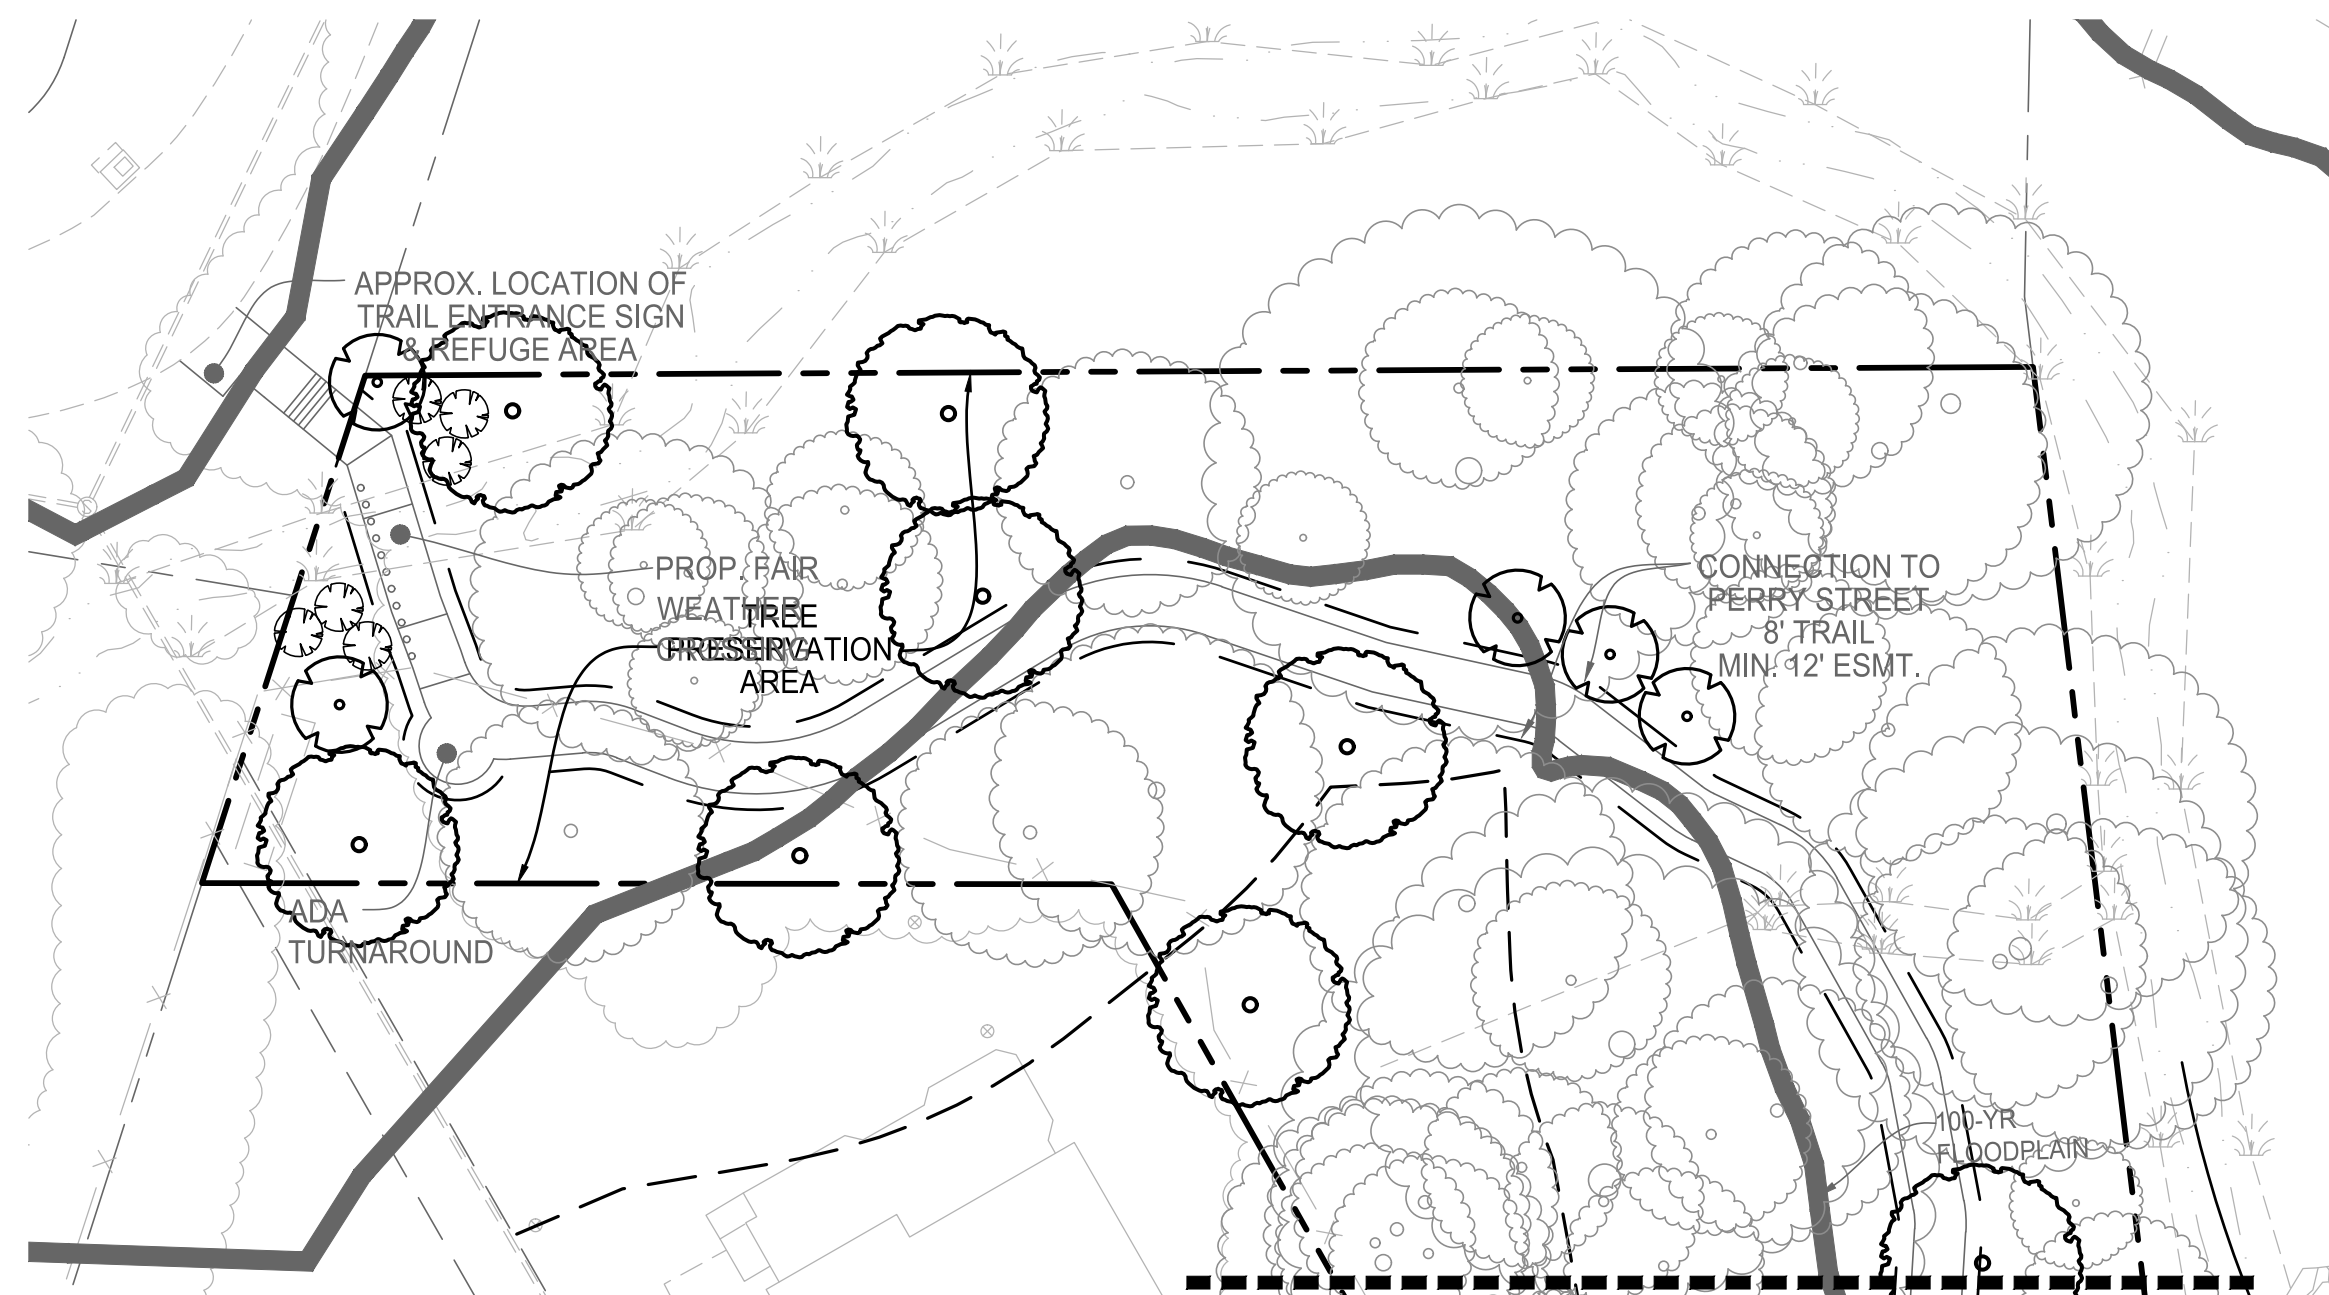 APPROX. LOCATION OF
TRAIL ENTRANCE SIGN
& REFUGE AREA
PROP. FAIR
WEATHER
CROSSING
TREE
PRESERVATION
AREA
CONNECTION TO
PERRY STREET
8' TRAIL
MIN. 12' ESMT.
ADA
TURNAROUND
100-YR
FLOODPLAIN